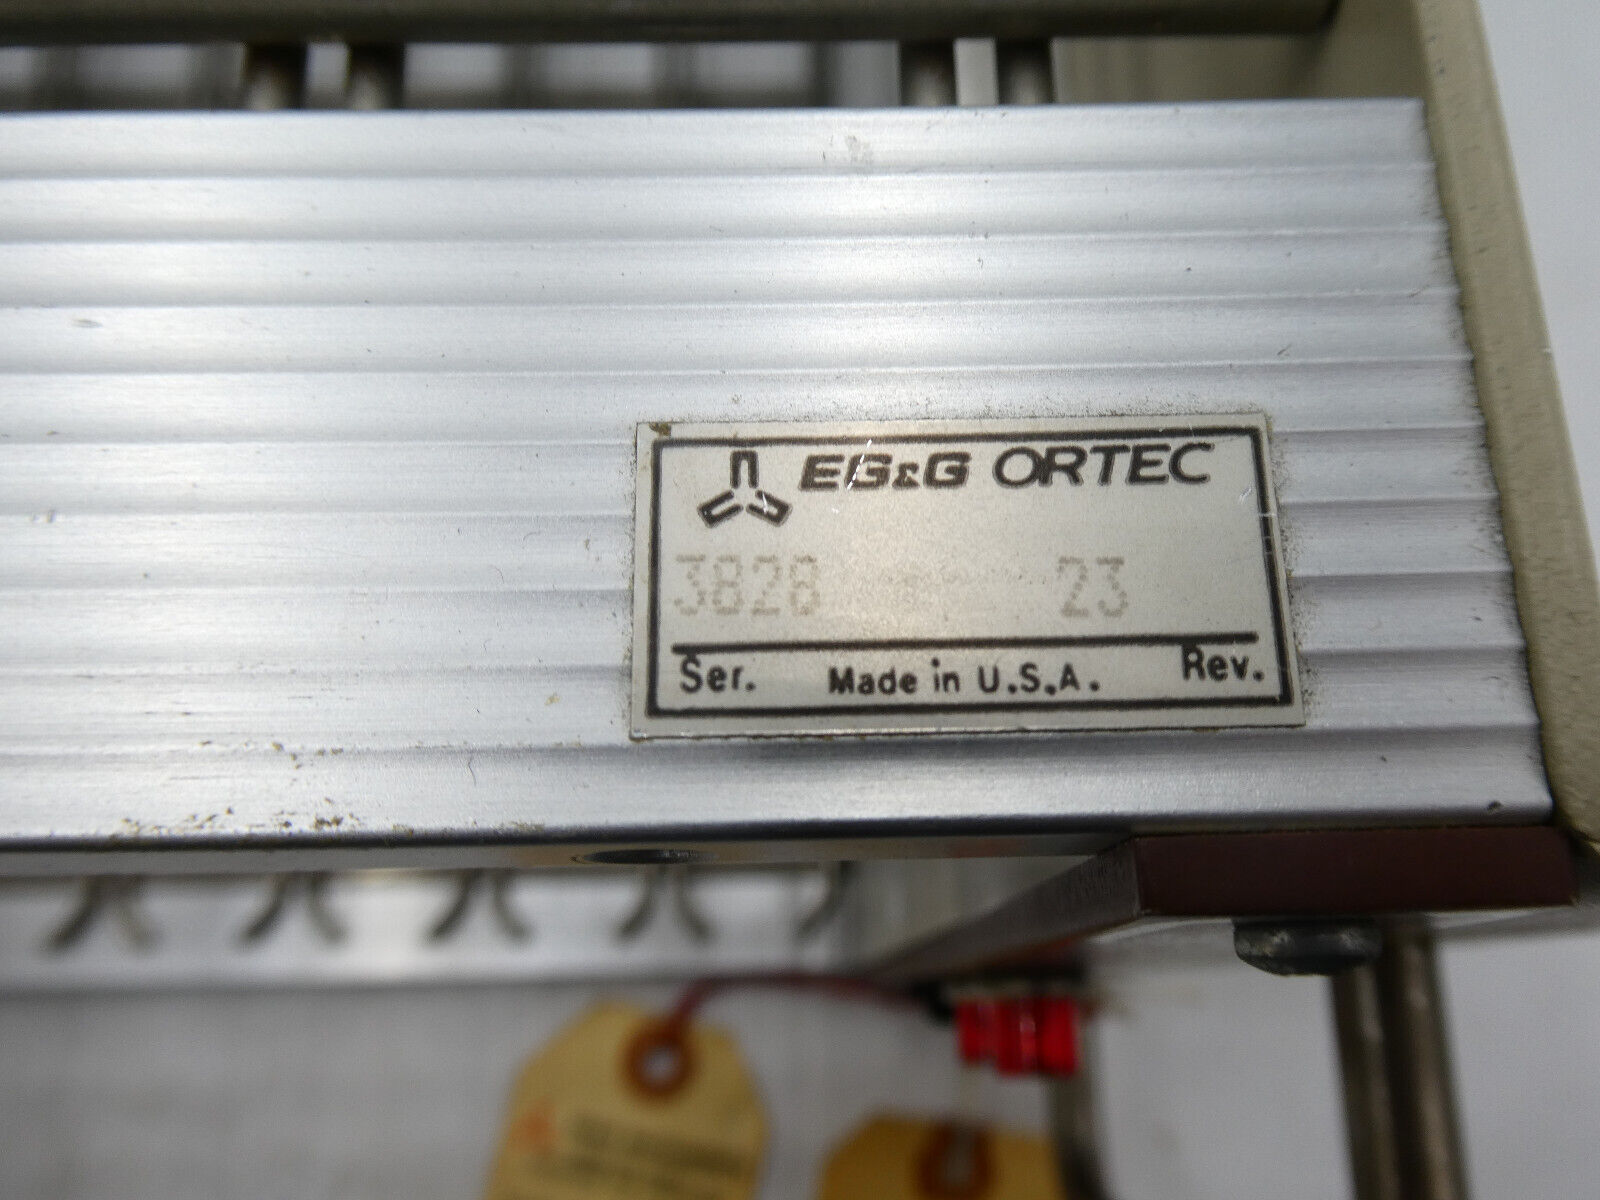 EG&G ORTEC
3828 23
Ser. Made in U.S.A. Rev.